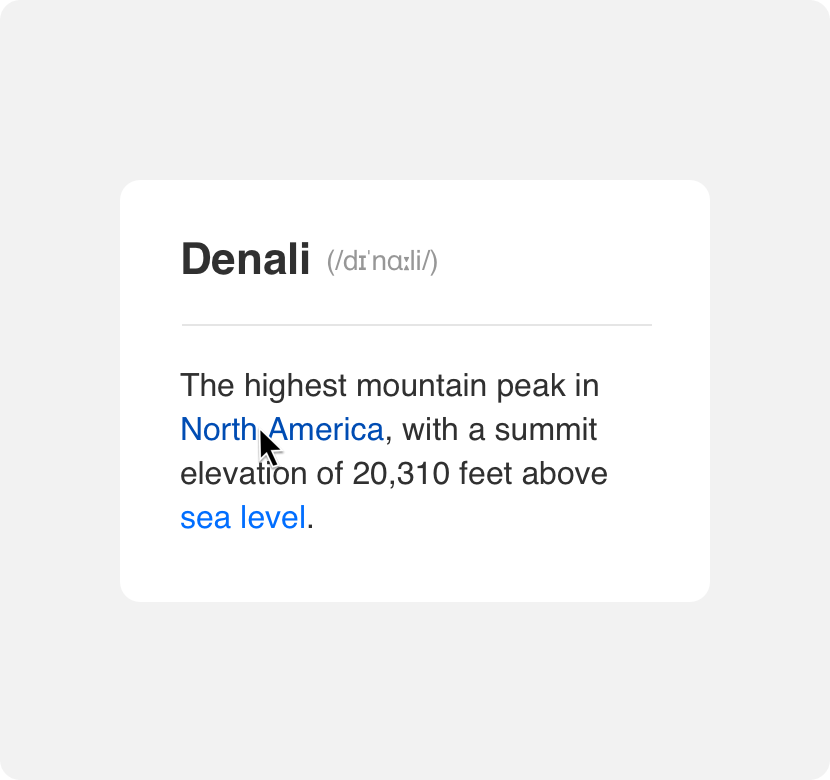 Denali (/dɪˈnɑːli/)
The highest mountain peak in
North America, with a summit
elevation of 20,310 feet above
sea level.